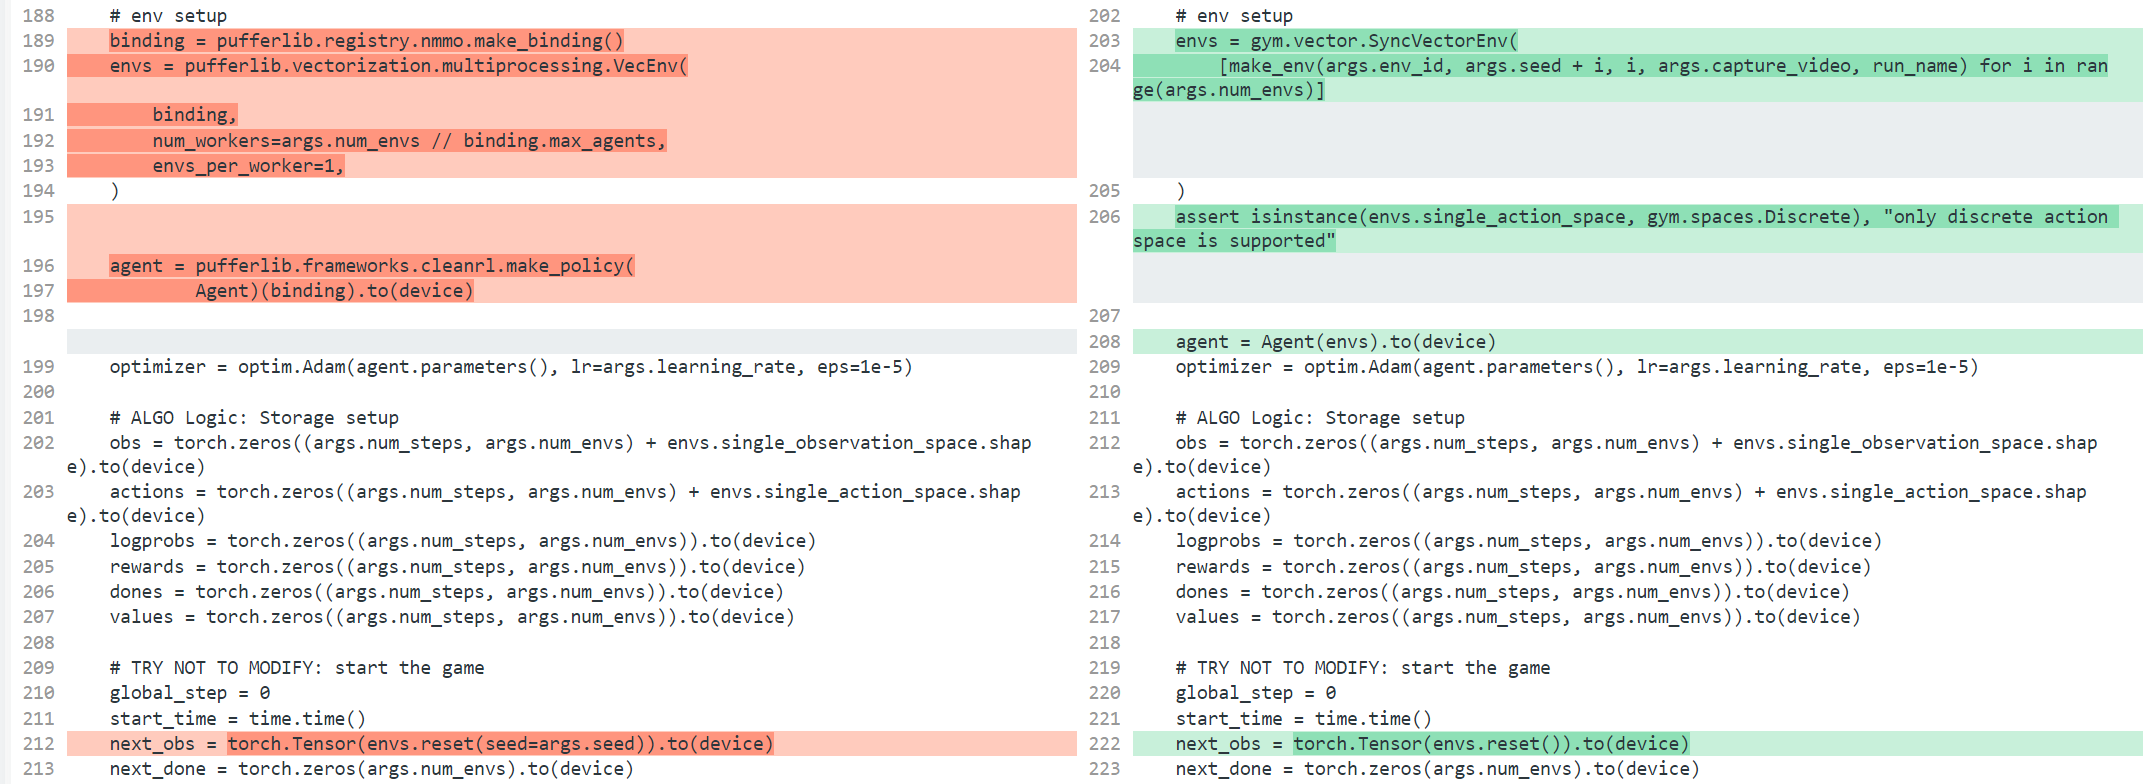 188     # env setup
189     binding = pufferlib.registry.nmmo.make_binding()
190     envs = pufferlib.vectorization.multiprocessing.VecEnv(
191         binding,
192         num_workers=args.num_envs // binding.max_agents,
193         envs_per_worker=1,
194     )
195
196     agent = pufferlib.frameworks.cleanrl.make_policy(
197             Agent)(binding).to(device)
198
199     optimizer = optim.Adam(agent.parameters(), lr=args.learning_rate, eps=1e-5)
200
201     # ALGO Logic: Storage setup
202     obs = torch.zeros((args.num_steps, args.num_envs) + envs.single_observation_space.shap
e).to(device)
203     actions = torch.zeros((args.num_steps, args.num_envs) + envs.single_action_space.shap
e).to(device)
204     logprobs = torch.zeros((args.num_steps, args.num_envs)).to(device)
205     rewards = torch.zeros((args.num_steps, args.num_envs)).to(device)
206     dones = torch.zeros((args.num_steps, args.num_envs)).to(device)
207     values = torch.zeros((args.num_steps, args.num_envs)).to(device)
208
209     # TRY NOT TO MODIFY: start the game
210     global_step = 0
211     start_time = time.time()
212     next_obs = torch.Tensor(envs.reset(seed=args.seed)).to(device)
213     next_done = torch.zeros(args.num_envs).to(device)
202     # env setup
203     envs = gym.vector.SyncVectorEnv(
204         [make_env(args.env_id, args.seed + i, i, args.capture_video, run_name) for i in ran
ge(args.num_envs)]
205     )
206     assert isinstance(envs.single_action_space, gym.spaces.Discrete), "only discrete action
space is supported"
207
208     agent = Agent(envs).to(device)
209     optimizer = optim.Adam(agent.parameters(), lr=args.learning_rate, eps=1e-5)
210
211     # ALGO Logic: Storage setup
212     obs = torch.zeros((args.num_steps, args.num_envs) + envs.single_observation_space.shap
e).to(device)
213     actions = torch.zeros((args.num_steps, args.num_envs) + envs.single_action_space.shap
e).to(device)
214     logprobs = torch.zeros((args.num_steps, args.num_envs)).to(device)
215     rewards = torch.zeros((args.num_steps, args.num_envs)).to(device)
216     dones = torch.zeros((args.num_steps, args.num_envs)).to(device)
217     values = torch.zeros((args.num_steps, args.num_envs)).to(device)
218
219     # TRY NOT TO MODIFY: start the game
220     global_step = 0
221     start_time = time.time()
222     next_obs = torch.Tensor(envs.reset()).to(device)
223     next_done = torch.zeros(args.num_envs).to(device)